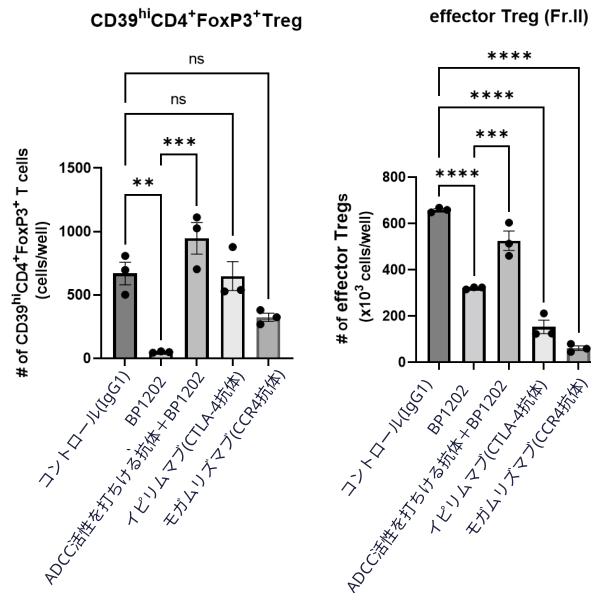 CD39hiCD4+FoxP3+Treg
ns
ns
***
**
# of CD39hiCD4+FoxP3+ T cells
(cells/well)
1500
1000
500
0
コントロール(IgG1)
BP1202
ADCC活性を打ちける抗体＋BP1202
イピリムマブ(CTLA-4抗体)
モガムリズマブ(CCR4抗体)
effector Treg (Fr.II)
****
****
***
****
# of effector Tregs
(x10³ cells/well)
800
600
400
200
0
コントロール(IgG1)
BP1202
ADCC活性を打ちける抗体＋BP1202
イピリムマブ(CTLA-4抗体)
モガムリズマブ(CCR4抗体)